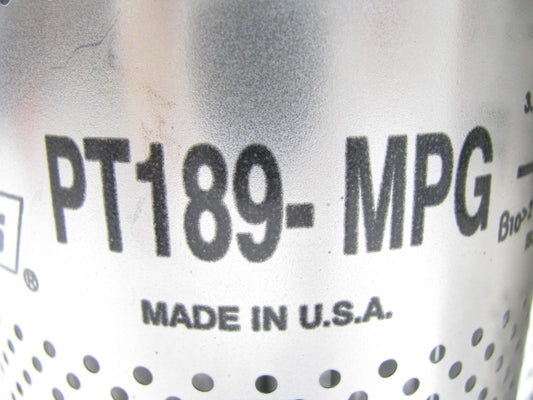 PT189- MPG
®
MADE IN U.S.A.